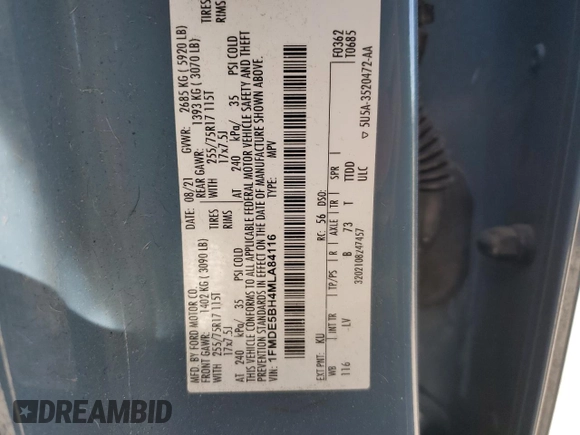 MFD. BY FORD MOTOR CO.
DATE: 08/21
GVWR: 2685 KG ( 5920 LB)
FRONT GAWR: 1402 KG ( 3090 LB)
REAR GAWR: 1393 KG ( 3070 LB)
WITH 255/75R17 115T TIRES
WITH 255/75R17 115T TIRES
17x7.5J RIMS
17x7.5J RIMS
AT 240 kPa/ 35 PSI COLD
AT 240 kPa/ 35 PSI COLD
THIS VEHICLE CONFORMS TO ALL APPLICABLE FEDERAL MOTOR VEHICLE SAFETY AND THEFT
PREVENTION STANDARDS IN EFFECT ON THE DATE OF MANUFACTURE SHOWN ABOVE.
VIN: 1FMDE5BH4MLA84116
TYPE: MPV
F0362
T0685
EXT PNT: KU RC: 56 DSO:
WB INT TR TP/PS R AXLE TR SPR
116 LV B 73 T TTDD
ULC
3202108247457
5U5A-3520472-AA
DREAMBID